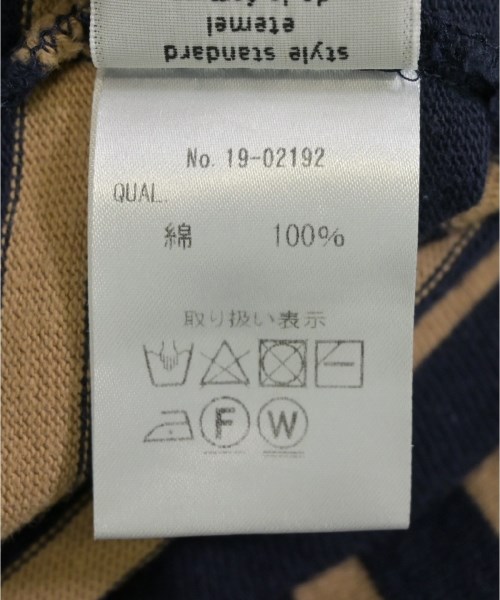 style standard
etemel
No. 19-02192
QUAL.
綿 100%
取り扱い表示
F W